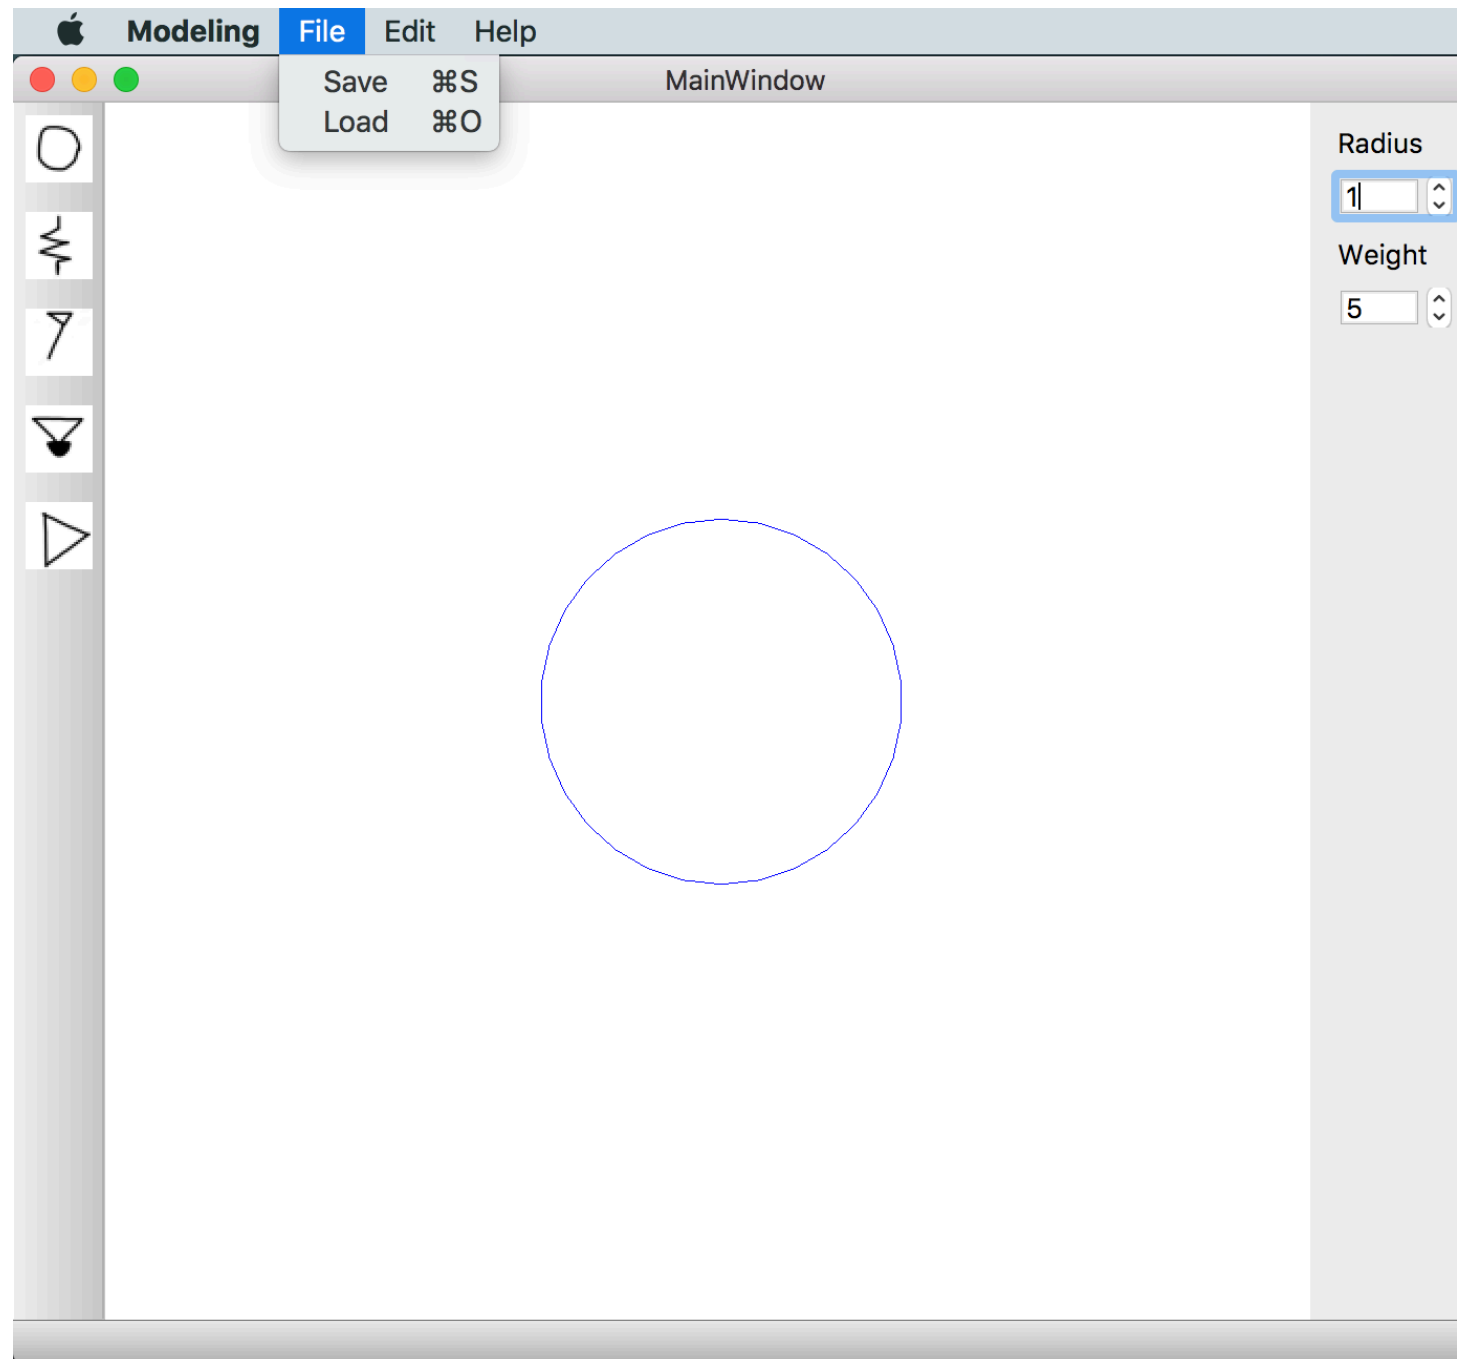 Modeling File Edit Help
MainWindow
Save ⌘S
Load ⌘O
Radius
1
Weight
5